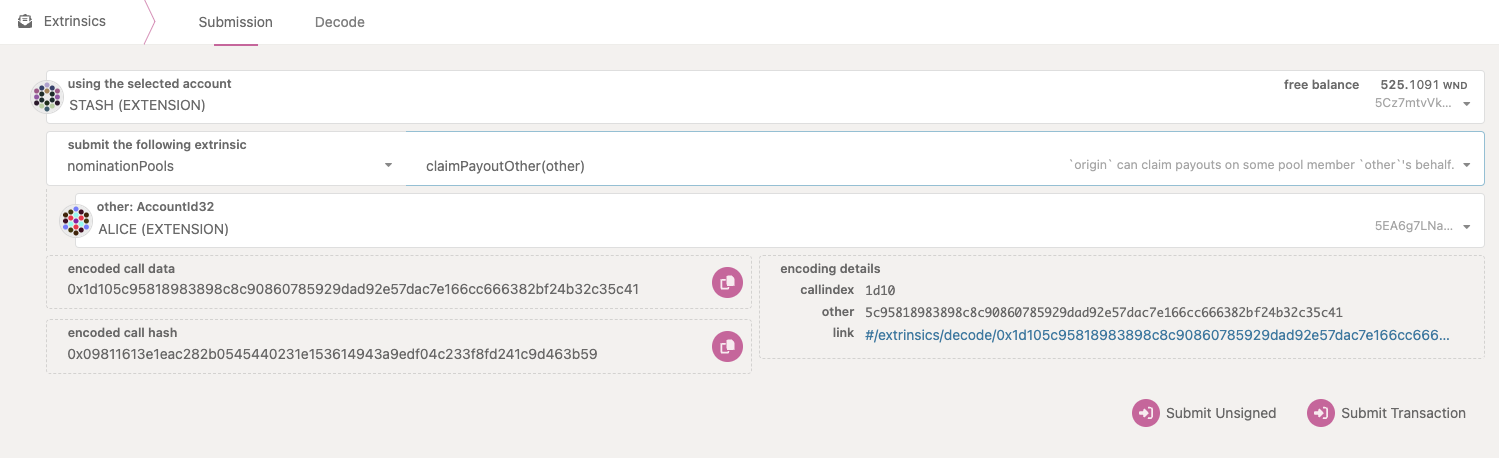 Extrinsics
Submission
Decode
using the selected account
STASH (EXTENSION)
free balance 525.1091 WND
5Cz7mtvVk...
submit the following extrinsic
nominationPools
claimPayoutOther(other)
`origin` can claim payouts on some pool member `other`'s behalf.
other: AccountId32
ALICE (EXTENSION)
5EA6g7LNa...
encoded call data
0x1d105c95818983898c8c90860785929dad92e57dac7e166cc666382bf24b32c35c41
encoded call hash
0x09811613e1eac282b0545440231e153614943a9edf04c233f8fd241c9d463b59
encoding details
callindex 1d10
other 5c95818983898c8c90860785929dad92e57dac7e166cc666382bf24b32c35c41
link #/extrinsics/decode/0x1d105c95818983898c8c90860785929dad92e57dac7e166cc666...
Submit Unsigned
Submit Transaction